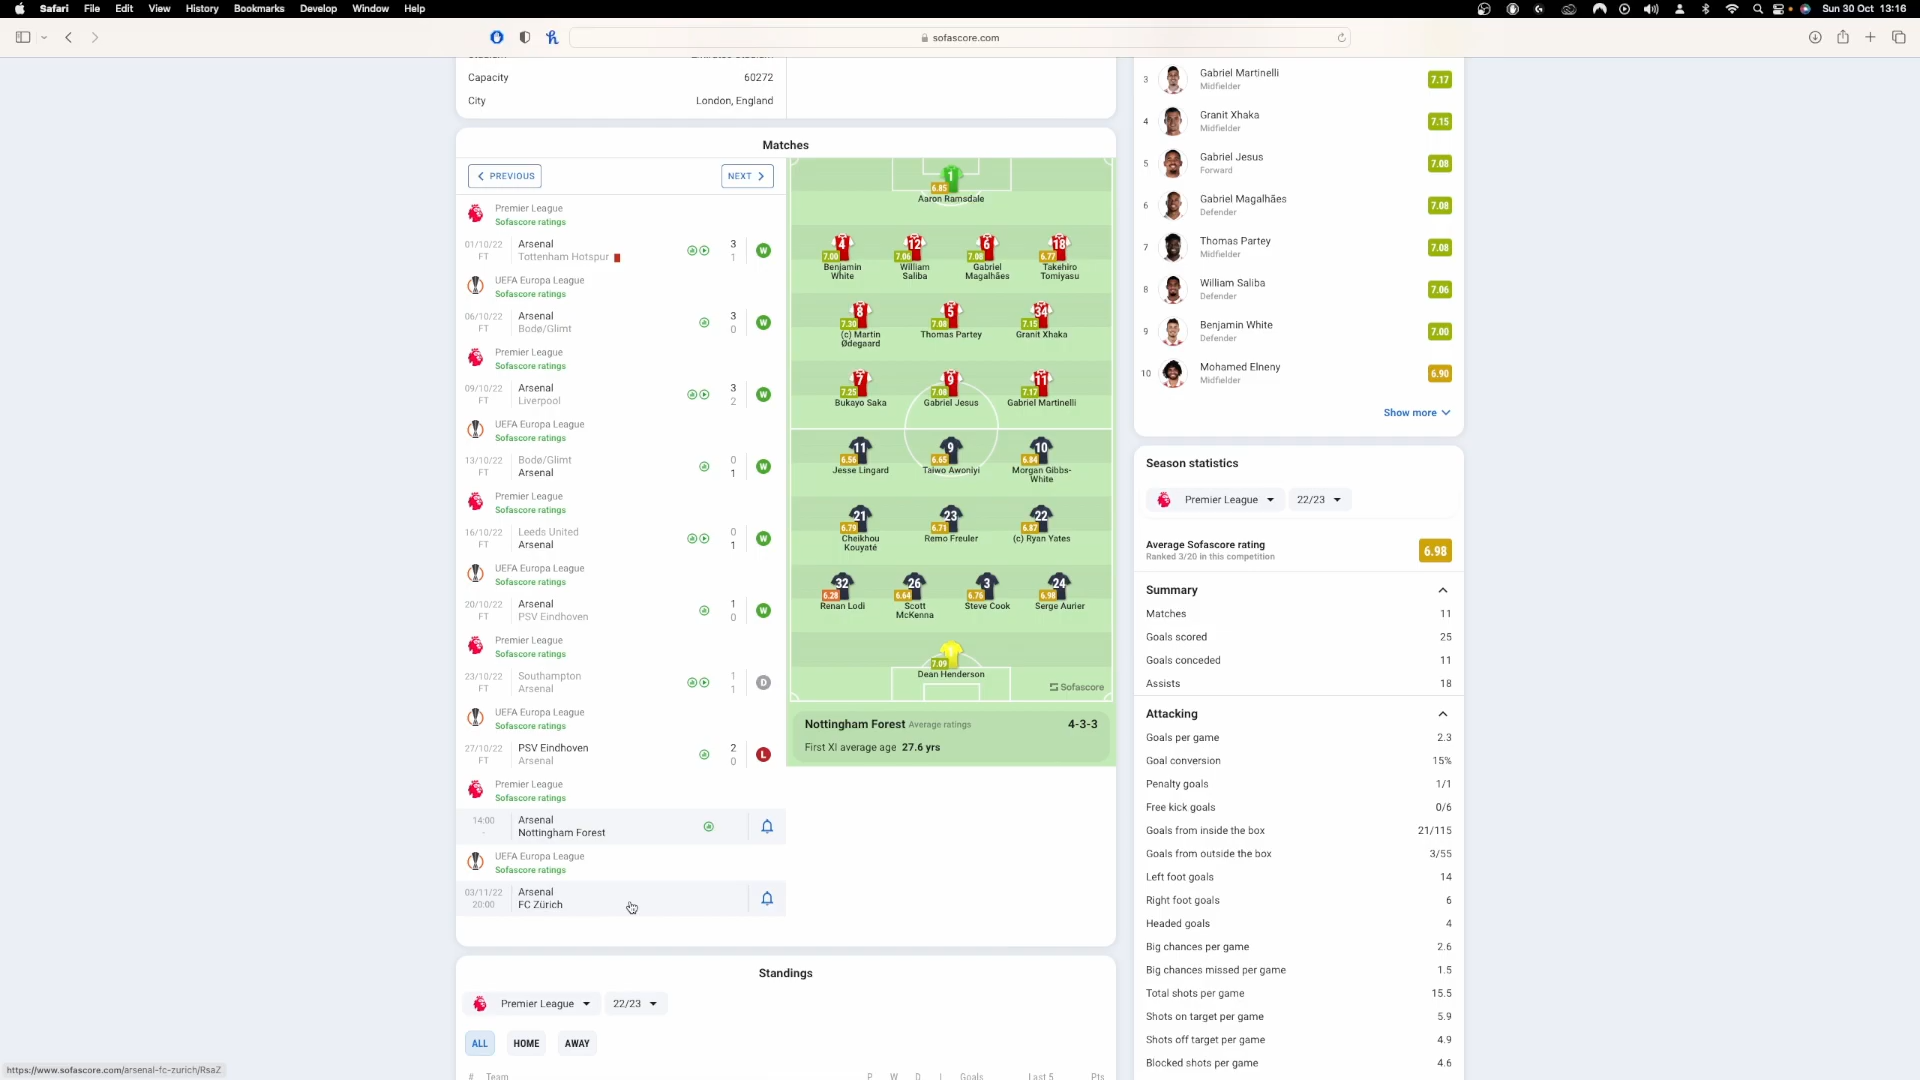 Safari File Edit View History Bookmarks Develop Window Help
Sun 30 Oct 13:16
sofascore.com
Capacity 60272
City London, England
Matches
PREVIOUS
NEXT
Premier League
Sofascore ratings
01/10/22 Arsenal 3
FT Tottenham Hotspur 1
W
UEFA Europa League
Sofascore ratings
06/10/22 Arsenal 3
FT Bodø/Glimt 0
W
Premier League
Sofascore ratings
09/10/22 Arsenal 3
FT Liverpool 2
W
UEFA Europa League
Sofascore ratings
13/10/22 Bodø/Glimt 0
FT Arsenal 1
W
Premier League
Sofascore ratings
16/10/22 Leeds United 0
FT Arsenal 1
W
UEFA Europa League
Sofascore ratings
20/10/22 Arsenal 1
FT PSV Eindhoven 0
W
Premier League
Sofascore ratings
23/10/22 Southampton 1
FT Arsenal 1
D
UEFA Europa League
Sofascore ratings
27/10/22 PSV Eindhoven 2
FT Arsenal 0
L
Premier League
Sofascore ratings
14:00 Arsenal
- Nottingham Forest
UEFA Europa League
Sofascore ratings
03/11/22 Arsenal
20:00 FC Zürich
1
6.85
Aaron Ramsdale
4 12 6 18
7.00 7.06 7.08 6.77
Benjamin William Gabriel Takehiro
White Saliba Magalhães Tomiyasu
8 5 34
7.30 7.08 7.15
(c) Martin Thomas Partey Granit Xhaka
Ødegaard
7 9 11
7.25 7.08 7.17
Bukayo Saka Gabriel Jesus Gabriel Martinelli
11 9 10
6.56 6.65 6.84
Jesse Lingard Taiwo Awoniyi Morgan Gibbs-
White
21 23 22
6.79 6.71 6.87
Cheikhou Remo Freuler (c) Ryan Yates
Kouyaté
32 26 3 24
6.28 6.64 6.76 6.98
Renan Lodi Scott Steve Cook Serge Aurier
McKenna
1
7.09
Dean Henderson
Sofascore
Nottingham Forest Average ratings 4-3-3
First XI average age 27.6 yrs
3 Gabriel Martinelli 7.17
Midfielder
4 Granit Xhaka 7.15
Midfielder
5 Gabriel Jesus 7.08
Forward
6 Gabriel Magalhães 7.08
Defender
7 Thomas Partey 7.08
Midfielder
8 William Saliba 7.06
Defender
9 Benjamin White 7.00
Defender
10 Mohamed Elneny 6.90
Midfielder
Show more
Season statistics
Premier League 22/23
Average Sofascore rating 6.98
Ranked 3/20 in this competition
Summary
Matches 11
Goals scored 25
Goals conceded 11
Assists 18
Attacking
Goals per game 2.3
Goal conversion 15%
Penalty goals 1/1
Free kick goals 0/6
Goals from inside the box 21/115
Goals from outside the box 3/55
Left foot goals 14
Right foot goals 6
Headed goals 4
Big chances per game 2.6
Big chances missed per game 1.5
Total shots per game 15.5
Shots on target per game 5.9
Shots off target per game 4.9
Blocked shots per game 4.6
Standings
Premier League 22/23
ALL HOME AWAY
# Team P W D L Goals Last 5 Pts
https://www.sofascore.com/arsenal-fc-zurich/RsaZ